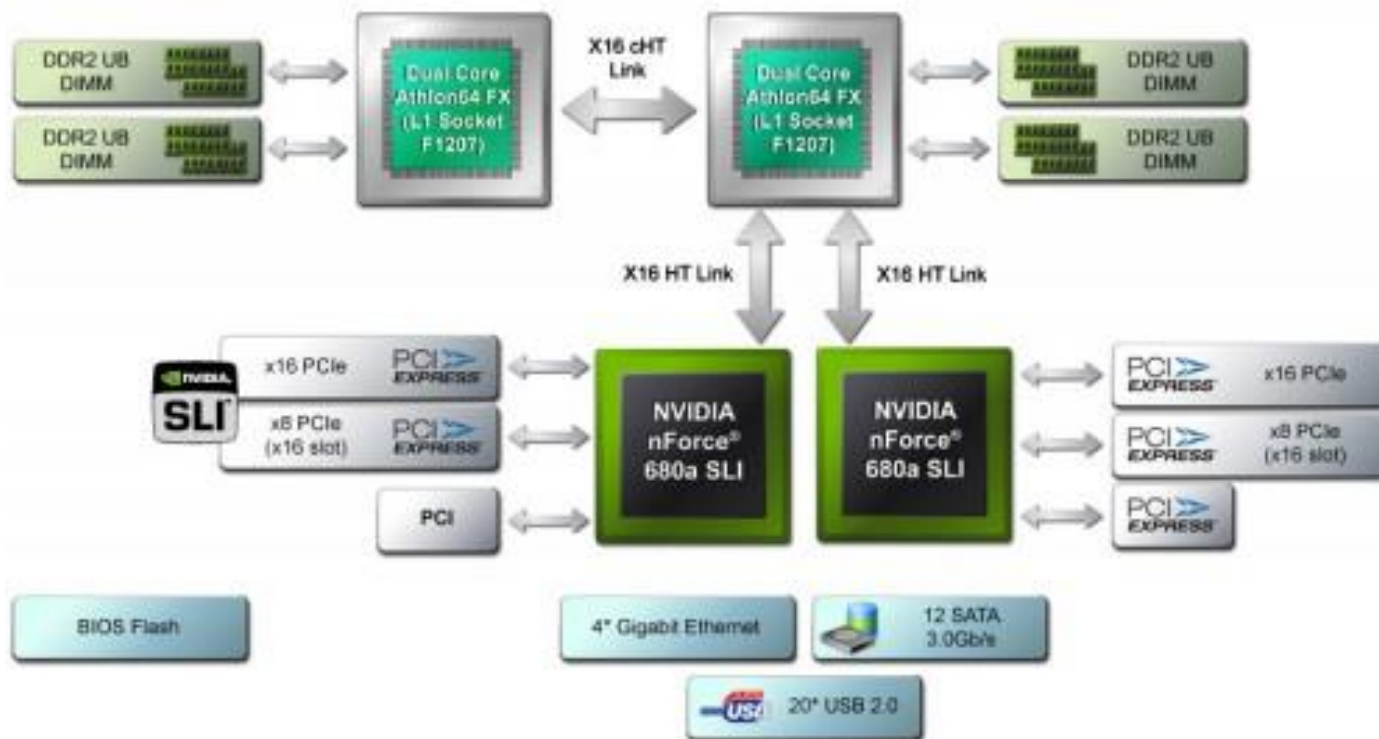 DDR2 UB
DIMM
DDR2 UB
DIMM
Dual Core
Athlon64 FX
(L1 Socket
F1207)
X16 cHT
Link
Dual Core
Athlon64 FX
(L1 Socket
F1207)
DDR2 UB
DIMM
DDR2 UB
DIMM
X16 HT Link
X16 HT Link
NVIDIA.
SLI™
x16 PCIe
PCI
EXPRESS
x8 PCIe
(x16 slot)
PCI
EXPRESS
PCI
NVIDIA
nForce®
680a SLI
NVIDIA
nForce®
680a SLI
PCI
EXPRESS
x16 PCIe
PCI
EXPRESS
x8 PCIe
(x16 slot)
PCI
EXPRESS
BIOS Flash
4* Gigabit Ethernet
12 SATA
3.0Gb/s
USB
20* USB 2.0